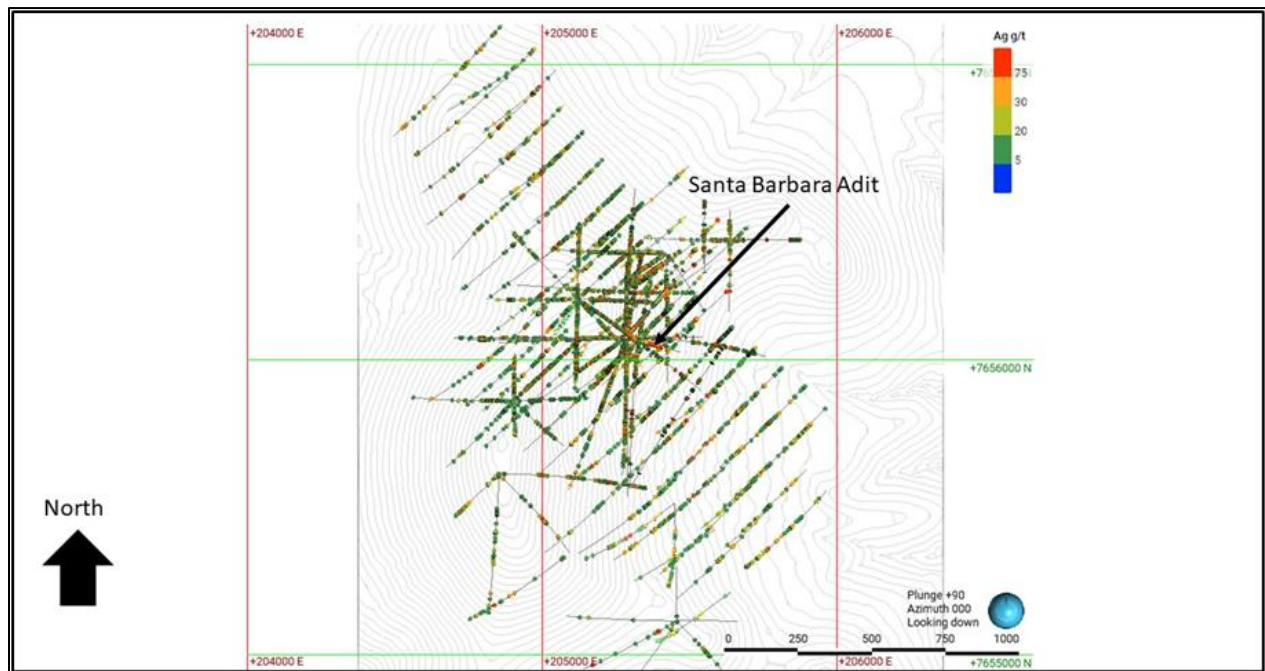 +204000 E
+205000 E
+206000 E
Ag g/t
75
30
20
5
Santa Barbara Adit
+7656000 N
North
Plunge +90
Azimuth 000
Looking down
0 250 500 750 1000
+204000 E
+205000 E
+206000 E
+7655000 N